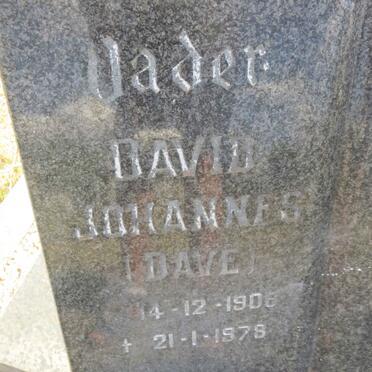 Vader
DAVID
JOHANNES
(DAVE)
14-12-1906
+ 21-1-1978